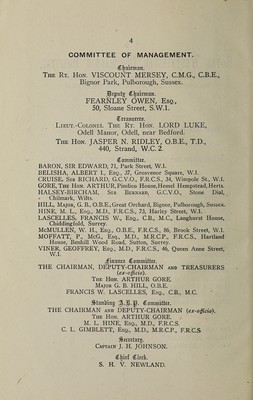 4
COMMITTEE OF MANAGEMENT.
Chairman.
THE RT. HON. VISCOUNT MERSEY, C.M.G., C.B.E.,
Bignor Park, Pulborough, Sussex.
Deputy Chairman.
FEARNLEY OWEN, ESQ.,
50, Sloane Street, S.W.1.
Treasurers.
LIEUT.-COLONEL THE RT. HON. LORD LUKE,
Odell Manor, Odell, near Bedford.
THE HON. JASPER N. RIDLEY, O.B.E., T.D.,
440, Strand, W.C. 2
Committee.
BARON, SIR EDWARD, 21, Park Street, W.1.
BELISHA, ALBERT I., ESQ., 37, Grosvenor Square, W.1.
CRUISE, SIR RICHARD, G.C.V.O., F.R.C.S., 34, Wimpole St., W.1.
GORE, THE HON. ARTHUR, Piedion House, Hemel Hempstead, Herts.
HALSEY-BIRCHAM, SIR BERNARD, G.C.V.O., Stone Dial,
Chilmark, Wilts.
HILL, MAJOR, G. B., O.B.E., Great Orchard, Bignor, Pulborough, Sussex.
HINE, M. L., ESQ., M.D., F.R.C.S., 73, Harley Street, W.1.
LASCELLES, FRANCIS W., ESQ., C.B., M.C., Langhurst House,
Chiddingfold, Surrey.
McMULLEN, W. H., ESQ., O.B.E., F.R.C.S., 86, Brook Street, W.1.
MOFFATT, P. McG., ESQ., M.D., M.R.C.P., F.R.C.S., Hartland
House, Benhill Wood Road, Sutton, Surrey.
VINER, GEOFFREY, ESQ., M.D., F.R.C.S., 46, Queen Anne Street,
W.1.
Finance Committee.
THE CHAIRMAN, DEPUTY-CHAIRMAN AND TREASURERS
(ex-officio).
THE HON. ARTHUR GORE.
MAJOR G. B. HILL, O.B.E.
FRANCIS W. LASCELLES, ESQ., C.B., M.C.
Standing A.R.P. Committee.
THE CHAIRMAN AND DEPUTY-CHAIRMAN (ex-officio).
THE HON. ARTHUR GORE.
M. L. HINE, ESQ., M.D., F.R.C.S.
C. L. GIMBLETT, ESQ., M.D., M.R.C.P., F.R.C.S
Secretary.
CAPTAIN J. H. JOHNSON.
Chief Clerk.
S. H. V. NEWLAND.